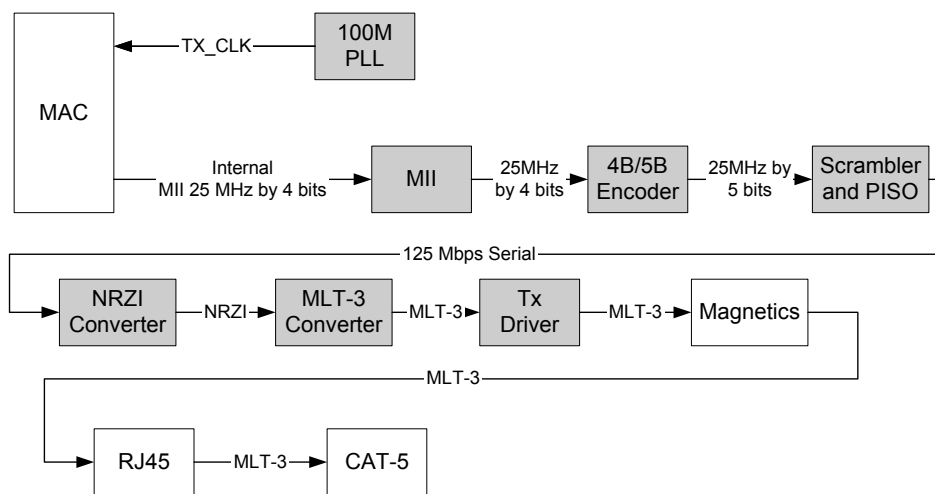 100M
PLL
TX_CLK
MAC
Internal
MII 25 MHz by 4 bits
MII
25MHz
by 4 bits
4B/5B
Encoder
25MHz by
5 bits
Scrambler
and PISO
125 Mbps Serial
NRZI
Converter
NRZI
MLT-3
Converter
MLT-3
Tx
Driver
MLT-3
Magnetics
MLT-3
RJ45
MLT-3
CAT-5